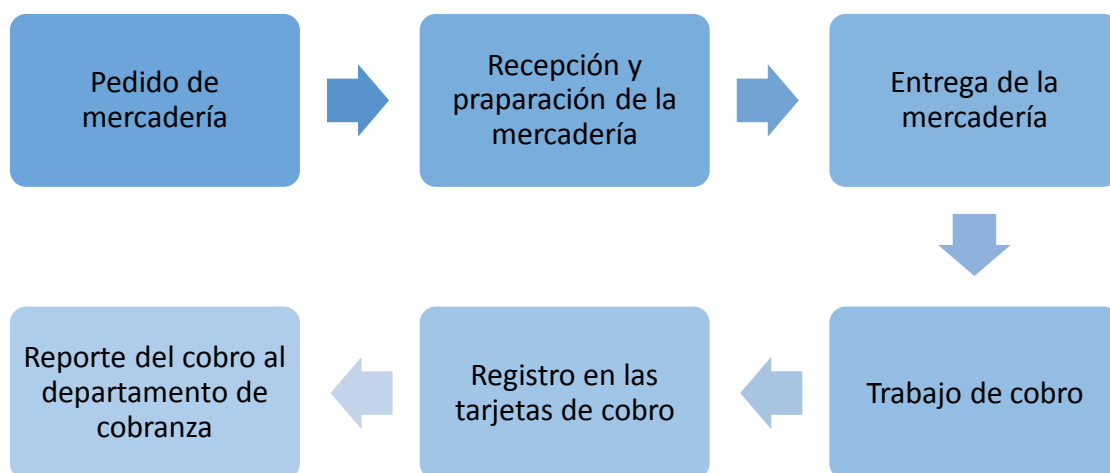 Pedido de
mercadería
Recepción y
praparación de la
mercadería
Entrega de la
mercadería
Trabajo de cobro
Registro en las
tarjetas de cobro
Reporte del cobro al
departamento de
cobranza